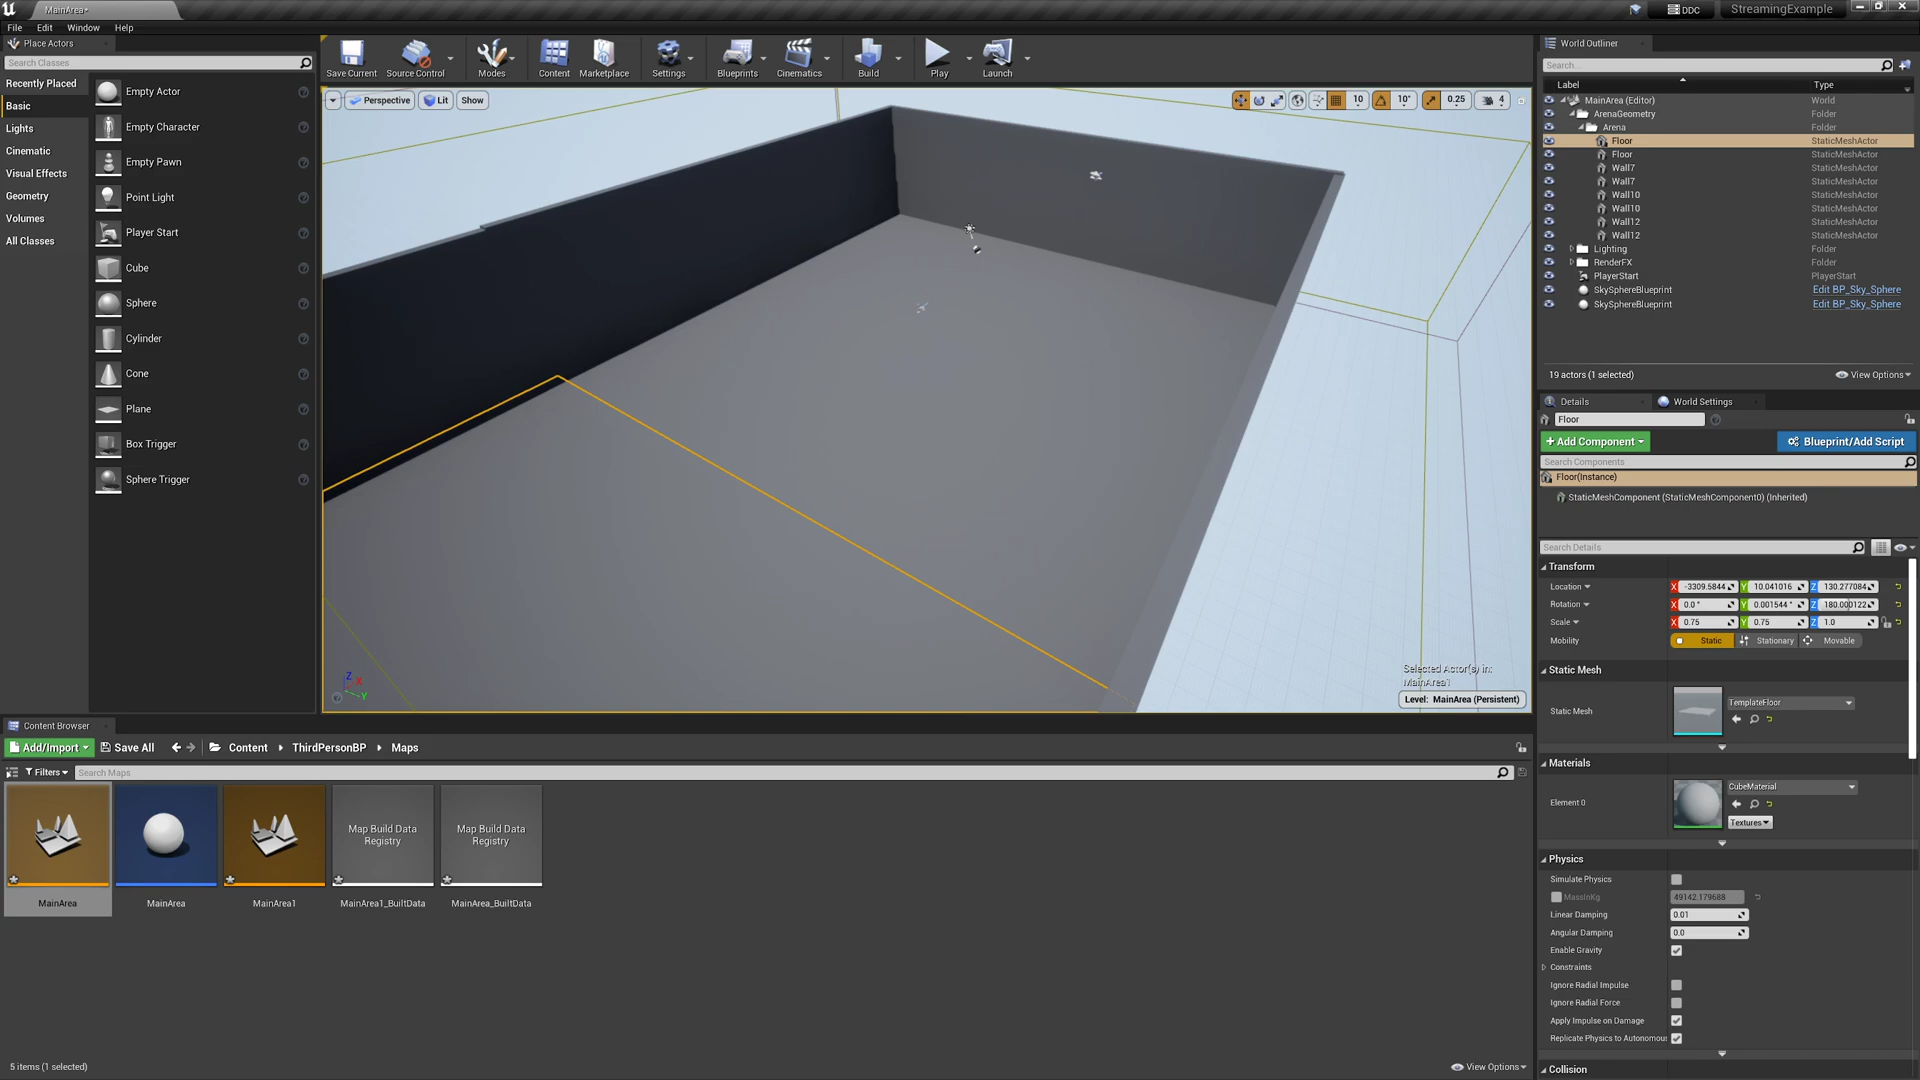 MainArea*
DDC
StreamingExample
File Edit Window Help
Place Actors
Search Classes
Recently Placed
Basic
Lights
Cinematic
Visual Effects
Geometry
Volumes
All Classes
Empty Actor
Empty Character
Empty Pawn
Point Light
Player Start
Cube
Sphere
Cylinder
Cone
Plane
Box Trigger
Sphere Trigger
Save Current Source Control Modes Content Marketplace Settings Blueprints Cinematics Build Play Launch
Perspective Lit Show
10 10° 0.25 4
Selected Actor(s) in:
MainArea1
Level: MainArea (Persistent)
World Outliner
Search...
Label Type
MainArea (Editor) World
ArenaGeometry Folder
Arena Folder
Floor StaticMeshActor
Floor StaticMeshActor
Wall7 StaticMeshActor
Wall7 StaticMeshActor
Wall10 StaticMeshActor
Wall10 StaticMeshActor
Wall12 StaticMeshActor
Wall12 StaticMeshActor
Lighting Folder
RenderFX Folder
PlayerStart PlayerStart
SkySphereBlueprint Edit BP_Sky_Sphere
SkySphereBlueprint Edit BP_Sky_Sphere
19 actors (1 selected) View Options
Details World Settings
Floor
+ Add Component Blueprint/Add Script
Search Components
Floor(Instance)
StaticMeshComponent (StaticMeshComponent0) (Inherited)
Search Details
Transform
Location X -3309.5844 Y 10.041016 Z 130.277084
Rotation X 0.0° Y 0.001544° Z 180.000122
Scale X 0.75 Y 0.75 Z 1.0
Mobility Static Stationary Movable
Static Mesh
Static Mesh TemplateFloor
Materials
Element 0 CubeMaterial
Textures
Physics
Simulate Physics
MassInKg 49142.179688
Linear Damping 0.01
Angular Damping 0.0
Enable Gravity
Constraints
Ignore Radial Impulse
Ignore Radial Force
Apply Impulse on Damage
Replicate Physics to Autonomou
Collision
Content Browser
Add/Import Save All Content ThirdPersonBP Maps
Filters Search Maps
Map Build Data
Registry
Map Build Data
Registry
MainArea MainArea MainArea1 MainArea1_BuiltData MainArea_BuiltData
5 items (1 selected) View Options
Z X
Y